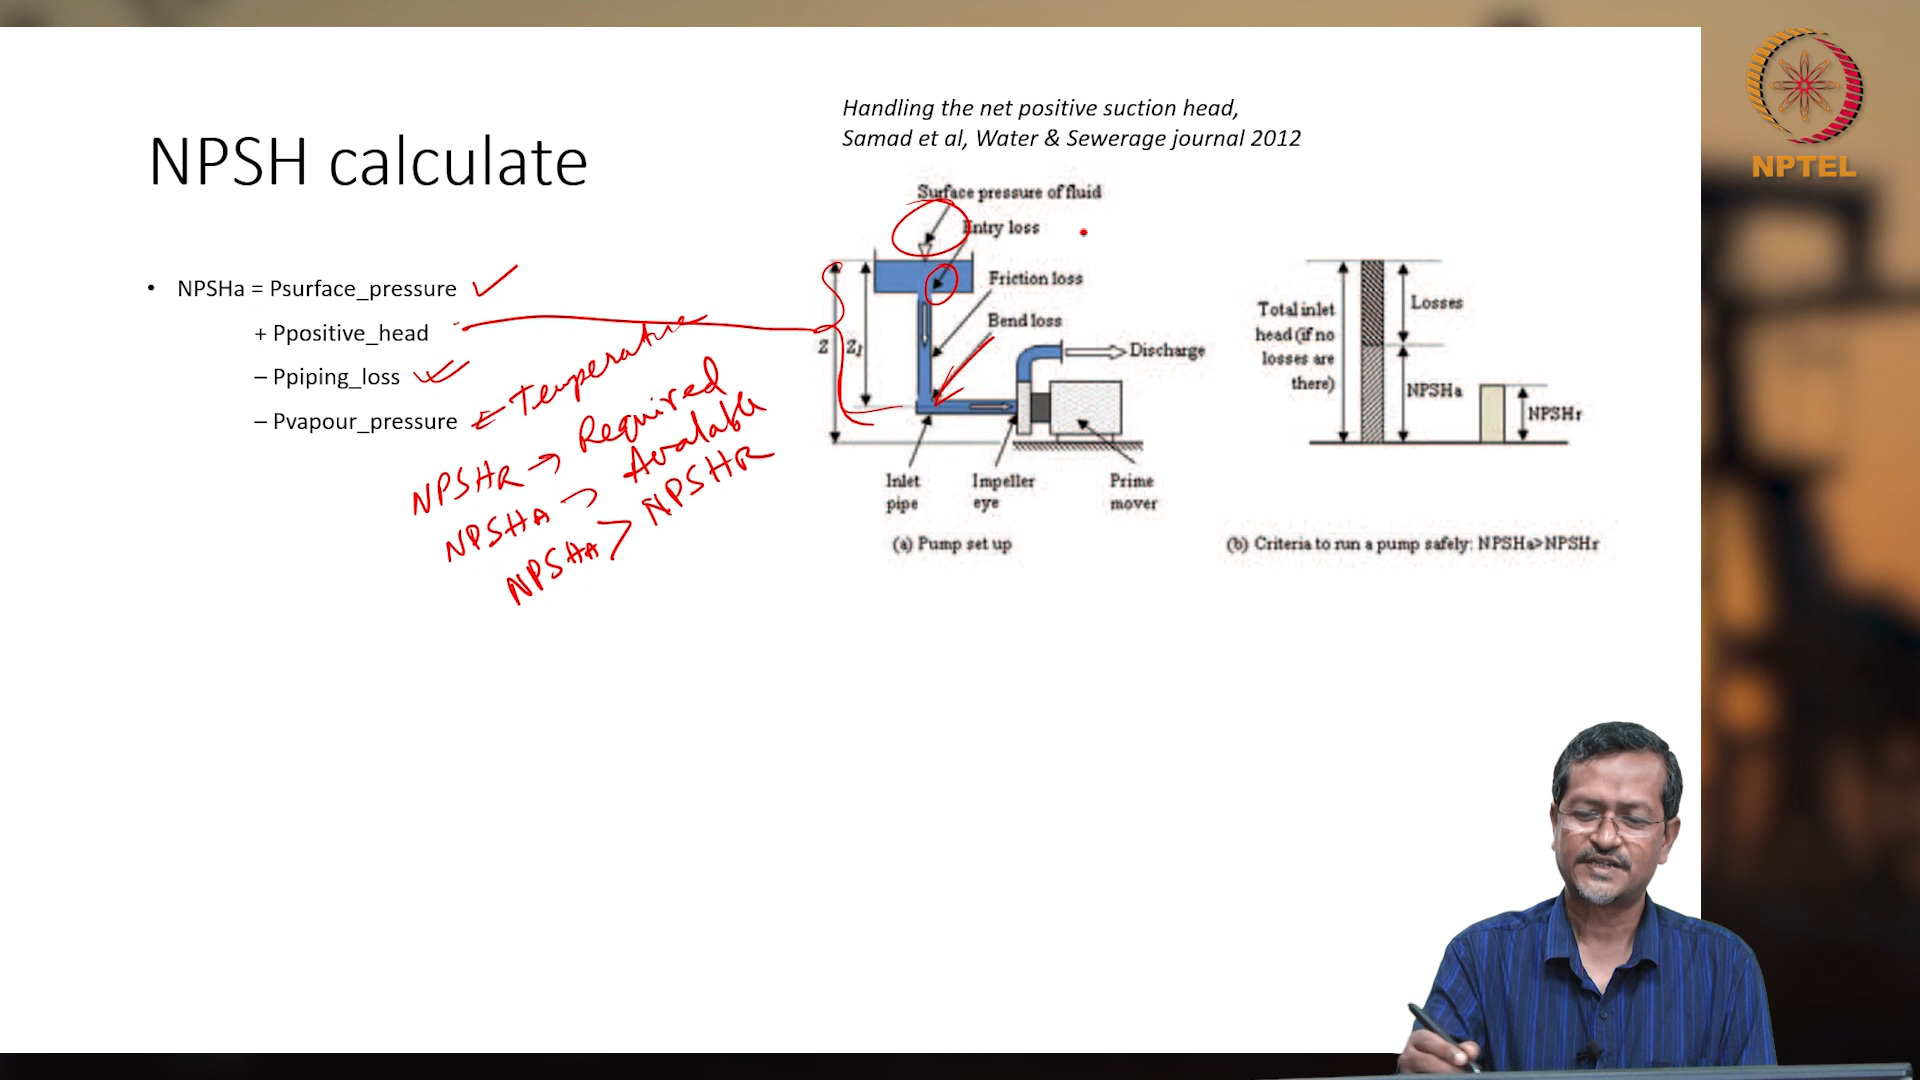 Handling the net positive suction head,
Samad et al, Water & Sewerage journal 2012
NPTEL
NPSH calculate
• NPSHa = Psurface_pressure
+ Ppositive_head
– Ppiping_loss
– Pvapour_pressure
Temperature
NPSHR → Required
NPSHA → Avalable
NPSHA > NPSHR
Surface pressure of fluid
Entry loss
Friction loss
Bend loss
Discharge
Z
Z₁
Inlet
pipe
Impeller
eye
Prime
mover
(a) Pump set up
Total inlet
head (if no
losses are
there)
Losses
NPSHa
NPSHr
(b) Criteria to run a pump safely: NPSHa>NPSHr